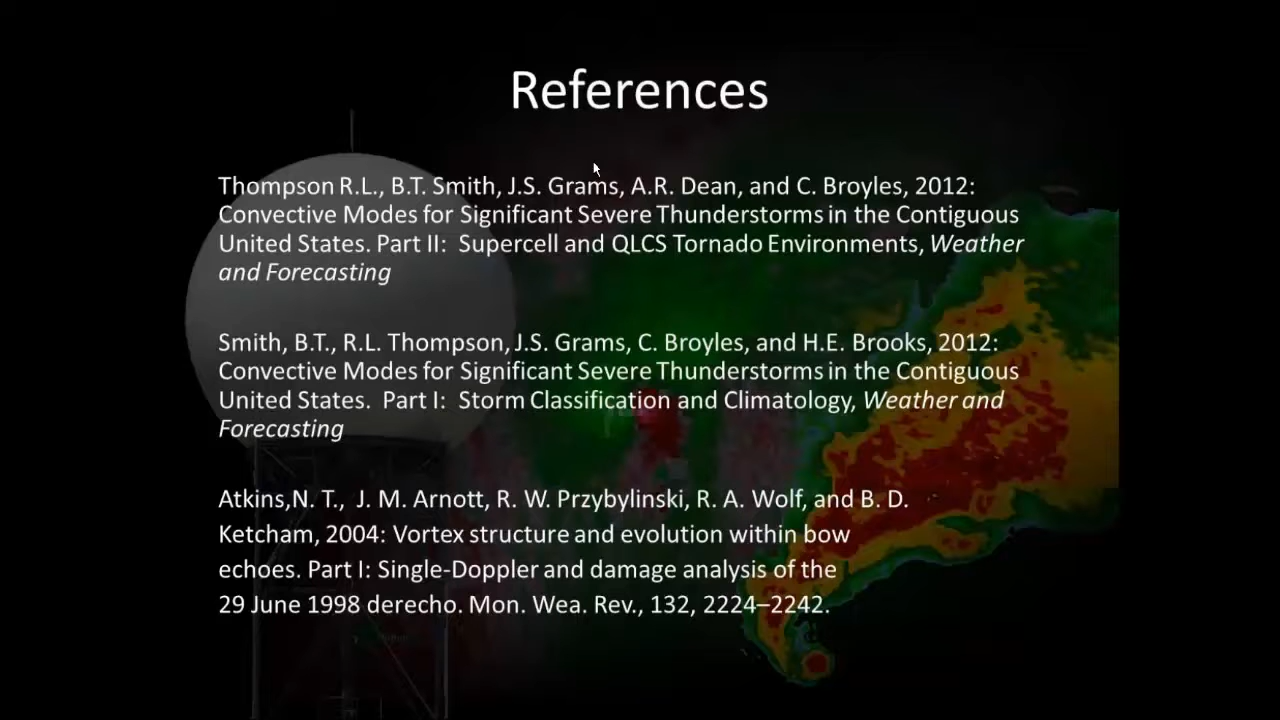 References
Thompson R.L., B.T. Smith, J.S. Grams, A.R. Dean, and C. Broyles, 2012:
Convective Modes for Significant Severe Thunderstorms in the Contiguous
United States. Part II:  Supercell and QLCS Tornado Environments, Weather
and Forecasting
Smith, B.T., R.L. Thompson, J.S. Grams, C. Broyles, and H.E. Brooks, 2012:
Convective Modes for Significant Severe Thunderstorms in the Contiguous
United States.  Part I:  Storm Classification and Climatology, Weather and
Forecasting
Atkins,N. T.,  J. M. Arnott, R. W. Przybylinski, R. A. Wolf, and B. D.
Ketcham, 2004: Vortex structure and evolution within bow
echoes. Part I: Single-Doppler and damage analysis of the
29 June 1998 derecho. Mon. Wea. Rev., 132, 2224–2242.